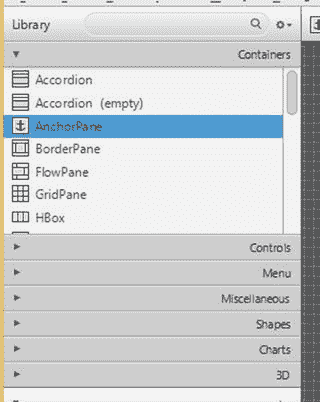 Library
Containers
Accordion
Accordion (empty)
AnchorPane
BorderPane
FlowPane
GridPane
HBox
Controls
Menu
Miscellaneous
Shapes
Charts
3D